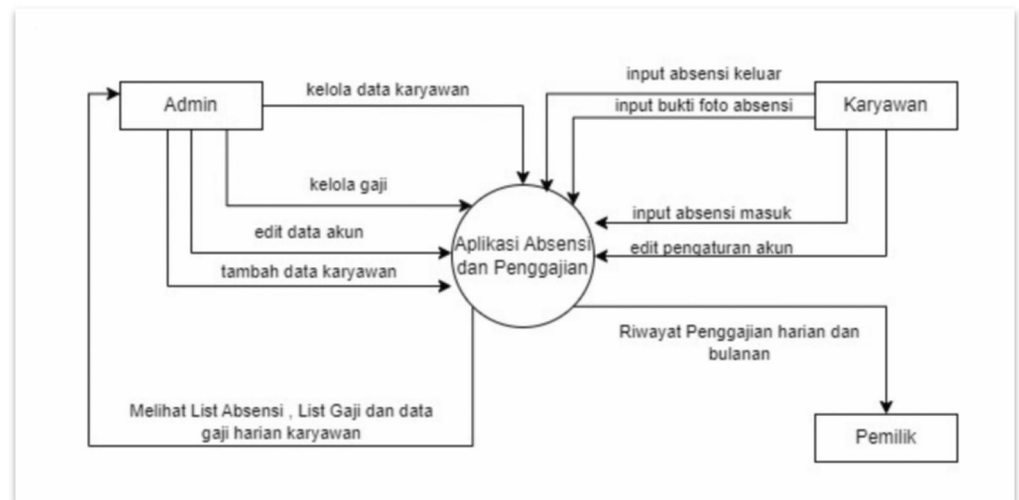 input absensi keluar
kelola data karyawan
Admin
input bukti foto absensi
Karyawan
kelola gaji
input absensi masuk
edit data akun
Aplikasi Absensi
edit pengaturan akun
tambah data karyawan
dan Penggajian
Riwayat Penggajian harian dan
bulanan
Melihat List Absensi , List Gaji dan data
gaji harian karyawan
Pemilik